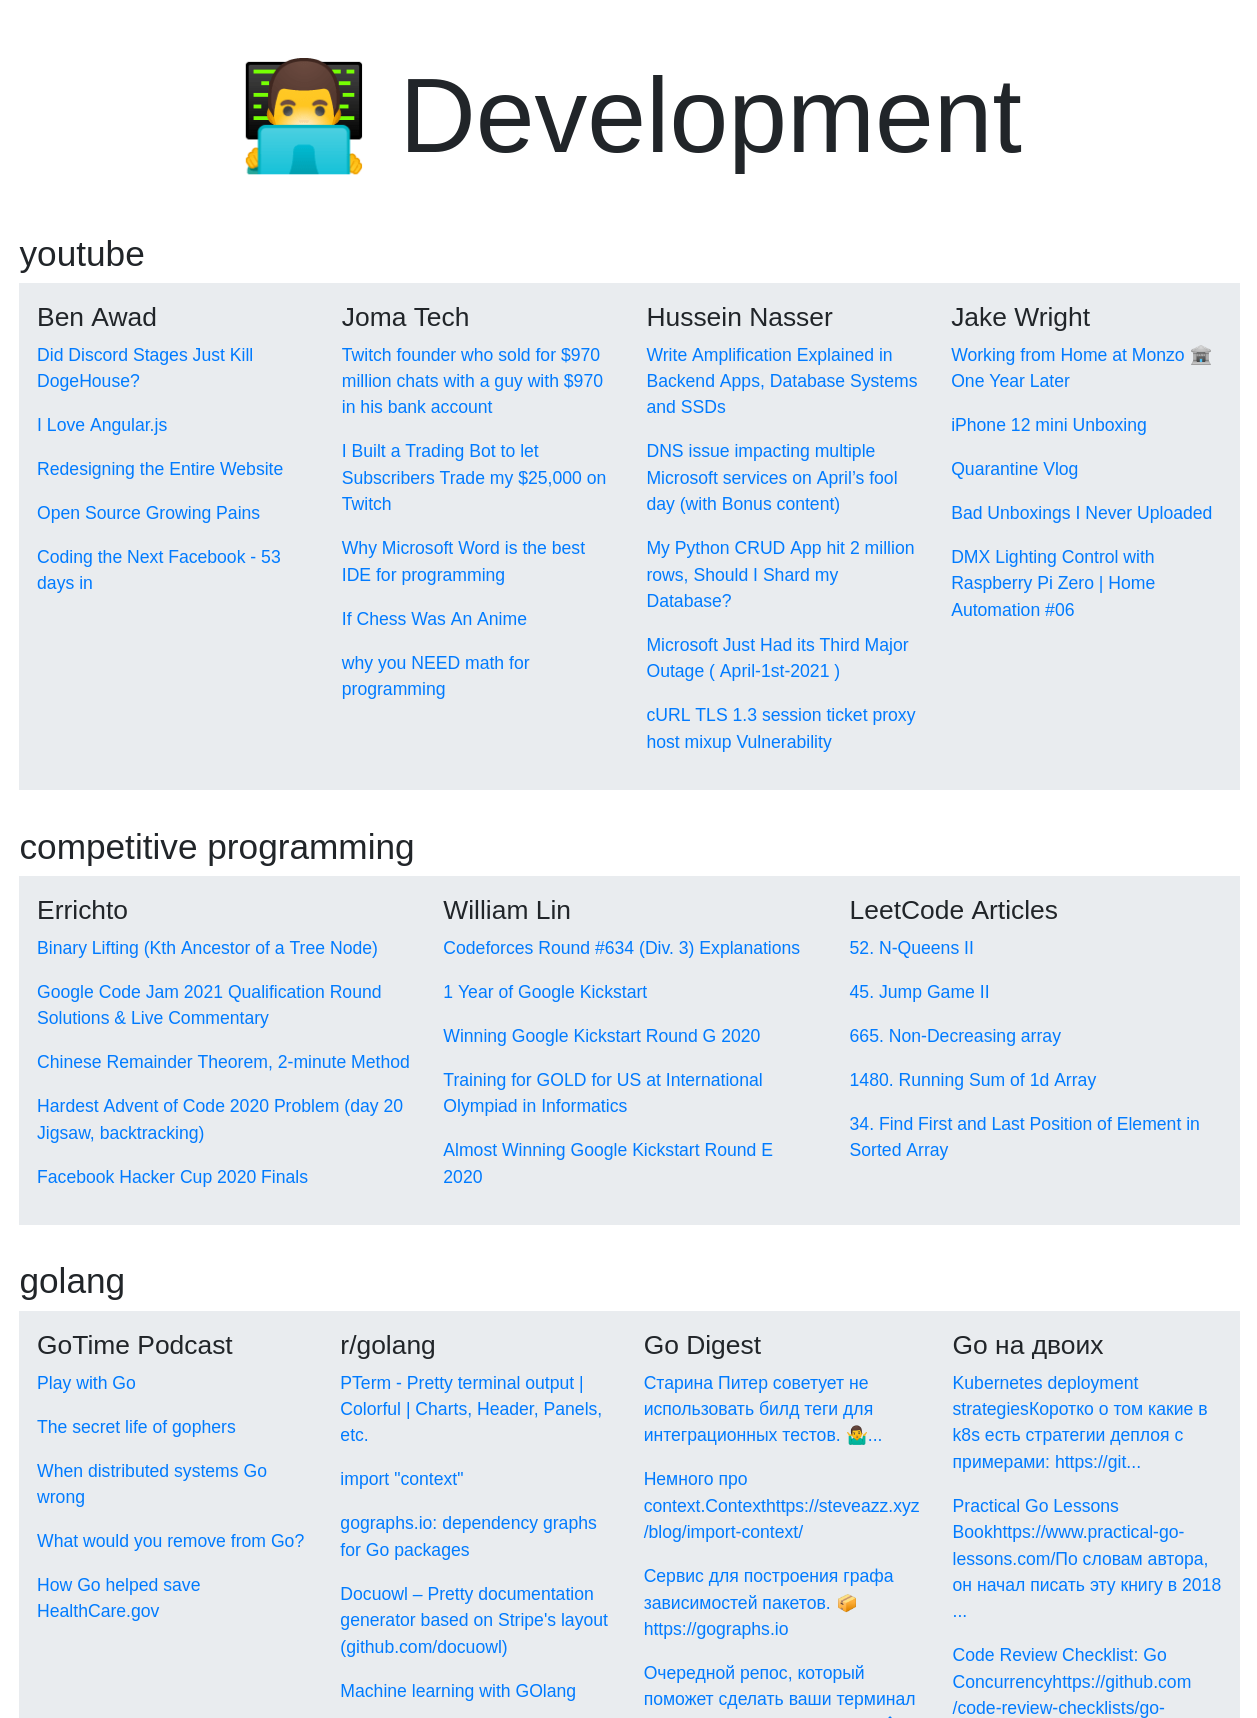 Development
youtube
Ben Awad
Did Discord Stages Just Kill
DogeHouse?
I Love Angular.js
Redesigning the Entire Website
Open Source Growing Pains
Coding the Next Facebook - 53
days in
Joma Tech
Twitch founder who sold for $970
million chats with a guy with $970
in his bank account
I Built a Trading Bot to let
Subscribers Trade my $25,000 on
Twitch
Why Microsoft Word is the best
IDE for programming
If Chess Was An Anime
why you NEED math for
programming
Hussein Nasser
Write Amplification Explained in
Backend Apps, Database Systems
and SSDs
DNS issue impacting multiple
Microsoft services on April’s fool
day (with Bonus content)
My Python CRUD App hit 2 million
rows, Should I Shard my
Database?
Microsoft Just Had its Third Major
Outage ( April-1st-2021 )
cURL TLS 1.3 session ticket proxy
host mixup Vulnerability
Jake Wright
Working from Home at Monzo 🏦
One Year Later
iPhone 12 mini Unboxing
Quarantine Vlog
Bad Unboxings I Never Uploaded
DMX Lighting Control with
Raspberry Pi Zero | Home
Automation #06
competitive programming
Errichto
Binary Lifting (Kth Ancestor of a Tree Node)
Google Code Jam 2021 Qualification Round
Solutions & Live Commentary
Chinese Remainder Theorem, 2-minute Method
Hardest Advent of Code 2020 Problem (day 20
Jigsaw, backtracking)
Facebook Hacker Cup 2020 Finals
William Lin
Codeforces Round #634 (Div. 3) Explanations
1 Year of Google Kickstart
Winning Google Kickstart Round G 2020
Training for GOLD for US at International
Olympiad in Informatics
Almost Winning Google Kickstart Round E
2020
LeetCode Articles
52. N-Queens II
45. Jump Game II
665. Non-Decreasing array
1480. Running Sum of 1d Array
34. Find First and Last Position of Element in
Sorted Array
golang
GoTime Podcast
Play with Go
The secret life of gophers
When distributed systems Go
wrong
What would you remove from Go?
How Go helped save
HealthCare.gov
r/golang
PTerm - Pretty terminal output |
Colorful | Charts, Header, Panels,
etc.
import "context"
gographs.io: dependency graphs
for Go packages
Docuowl – Pretty documentation
generator based on Stripe's layout
(github.com/docuowl)
Machine learning with GOlang
Go Digest
Старина Питер советует не
использовать билд теги для
интеграционных тестов. 🤷‍♂️...
Немного про
context.Contexthttps://steveazz.xyz
/blog/import-context/
Сервис для построения графа
зависимостей пакетов. 📦
https://gographs.io
Очередной репос, который
поможет сделать ваши терминал
Go на двоих
Kubernetes deployment
strategiesКоротко о том какие в
k8s есть стратегии деплоя с
примерами: https://git...
Practical Go Lessons
Bookhttps://www.practical-go-
lessons.com/По словам автора,
он начал писать эту книгу в 2018
...
Code Review Checklist: Go
Concurrencyhttps://github.com
/code-review-checklists/go-